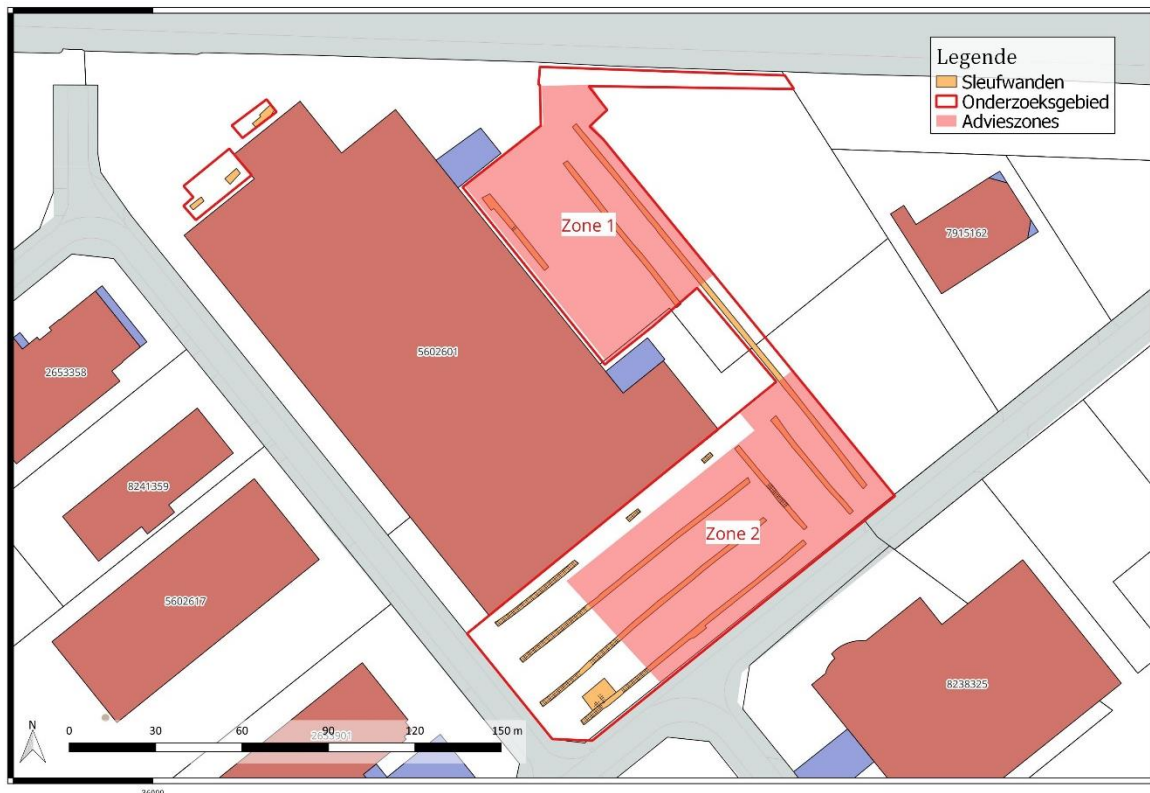 Legende
Sleufwanden
Onderzoeksgebied
Advieszones
Zone 1
7915162
5602601
2653358
8241359
Zone 2
5602617
8238325
N
0 30 60 90 120 150 m
2653901